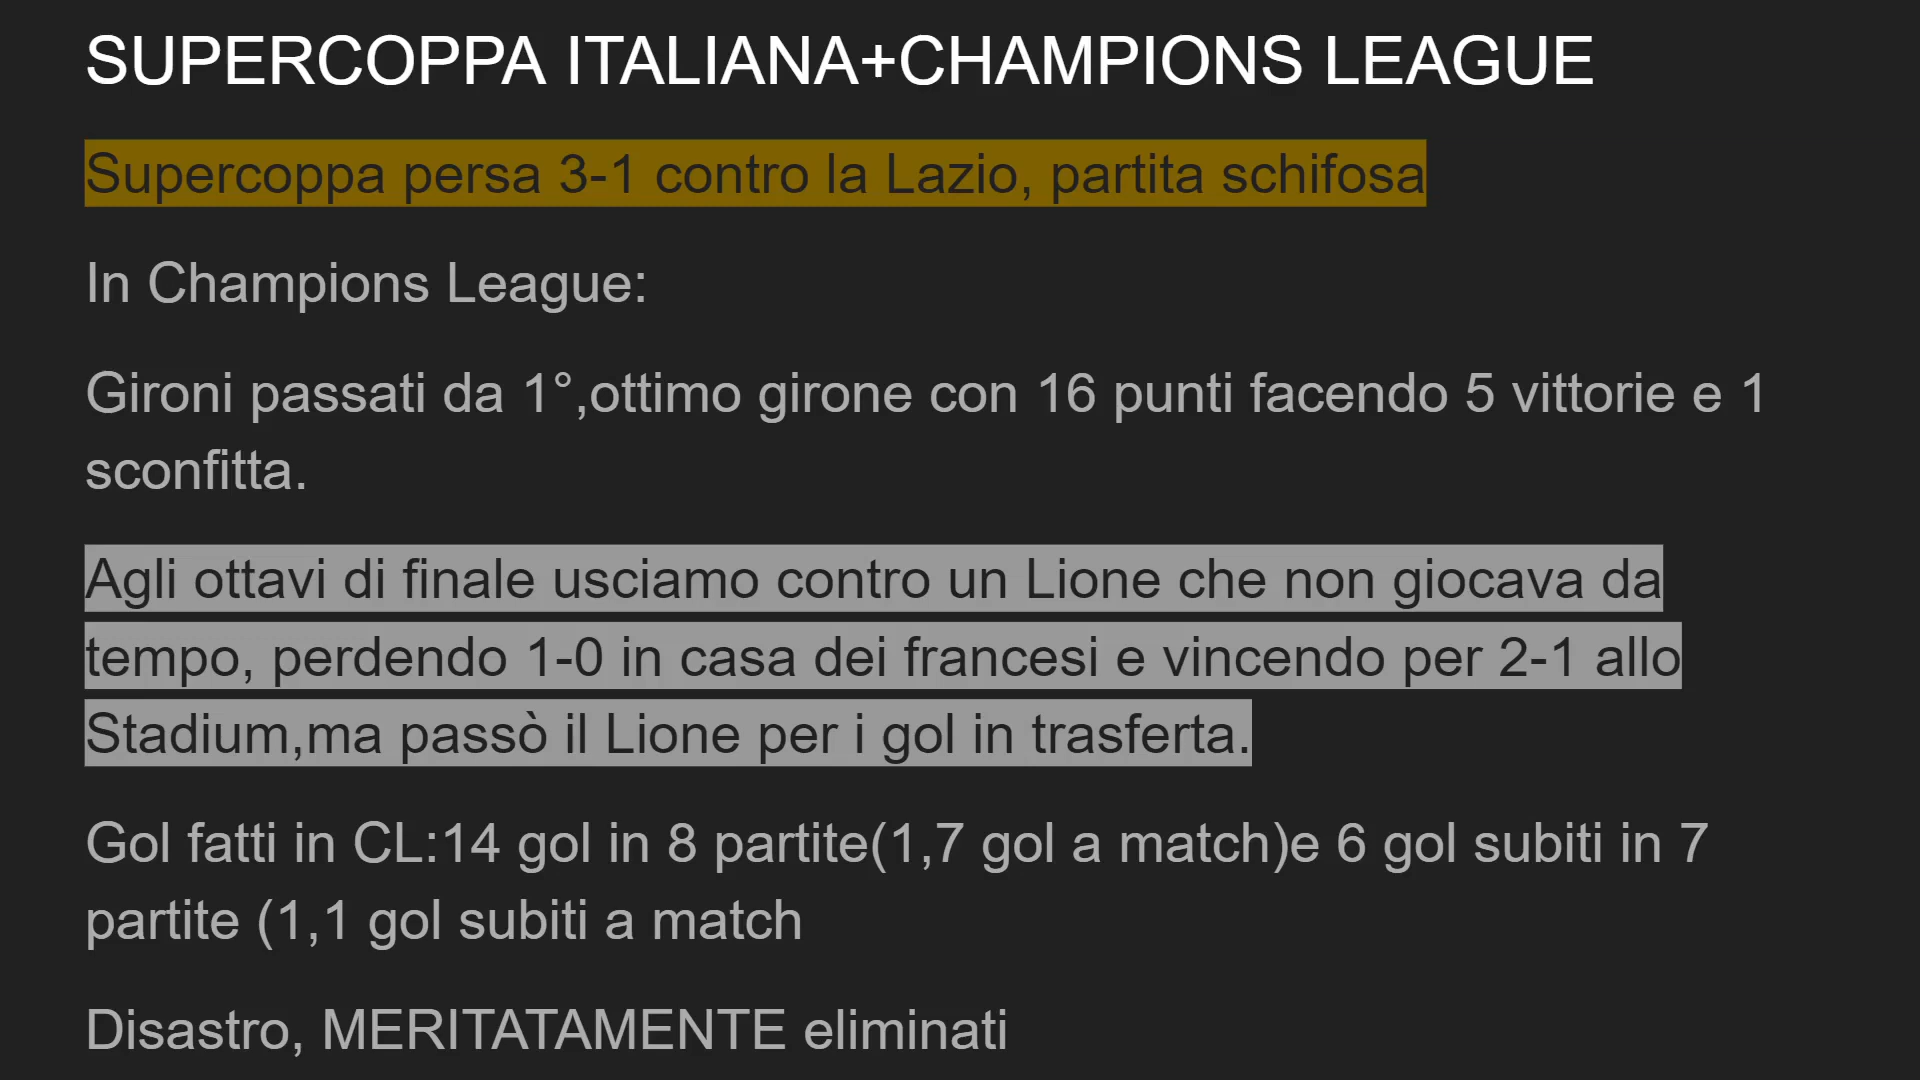 SUPERCOPPA ITALIANA+CHAMPIONS LEAGUE
Supercoppa persa 3-1 contro la Lazio, partita schifosa
In Champions League:
Gironi passati da 1°,ottimo girone con 16 punti facendo 5 vittorie e 1
sconfitta.
Agli ottavi di finale usciamo contro un Lione che non giocava da
tempo, perdendo 1-0 in casa dei francesi e vincendo per 2-1 allo
Stadium,ma passò il Lione per i gol in trasferta.
Gol fatti in CL:14 gol in 8 partite(1,7 gol a match)e 6 gol subiti in 7
partite (1,1 gol subiti a match
Disastro, MERITATAMENTE eliminati